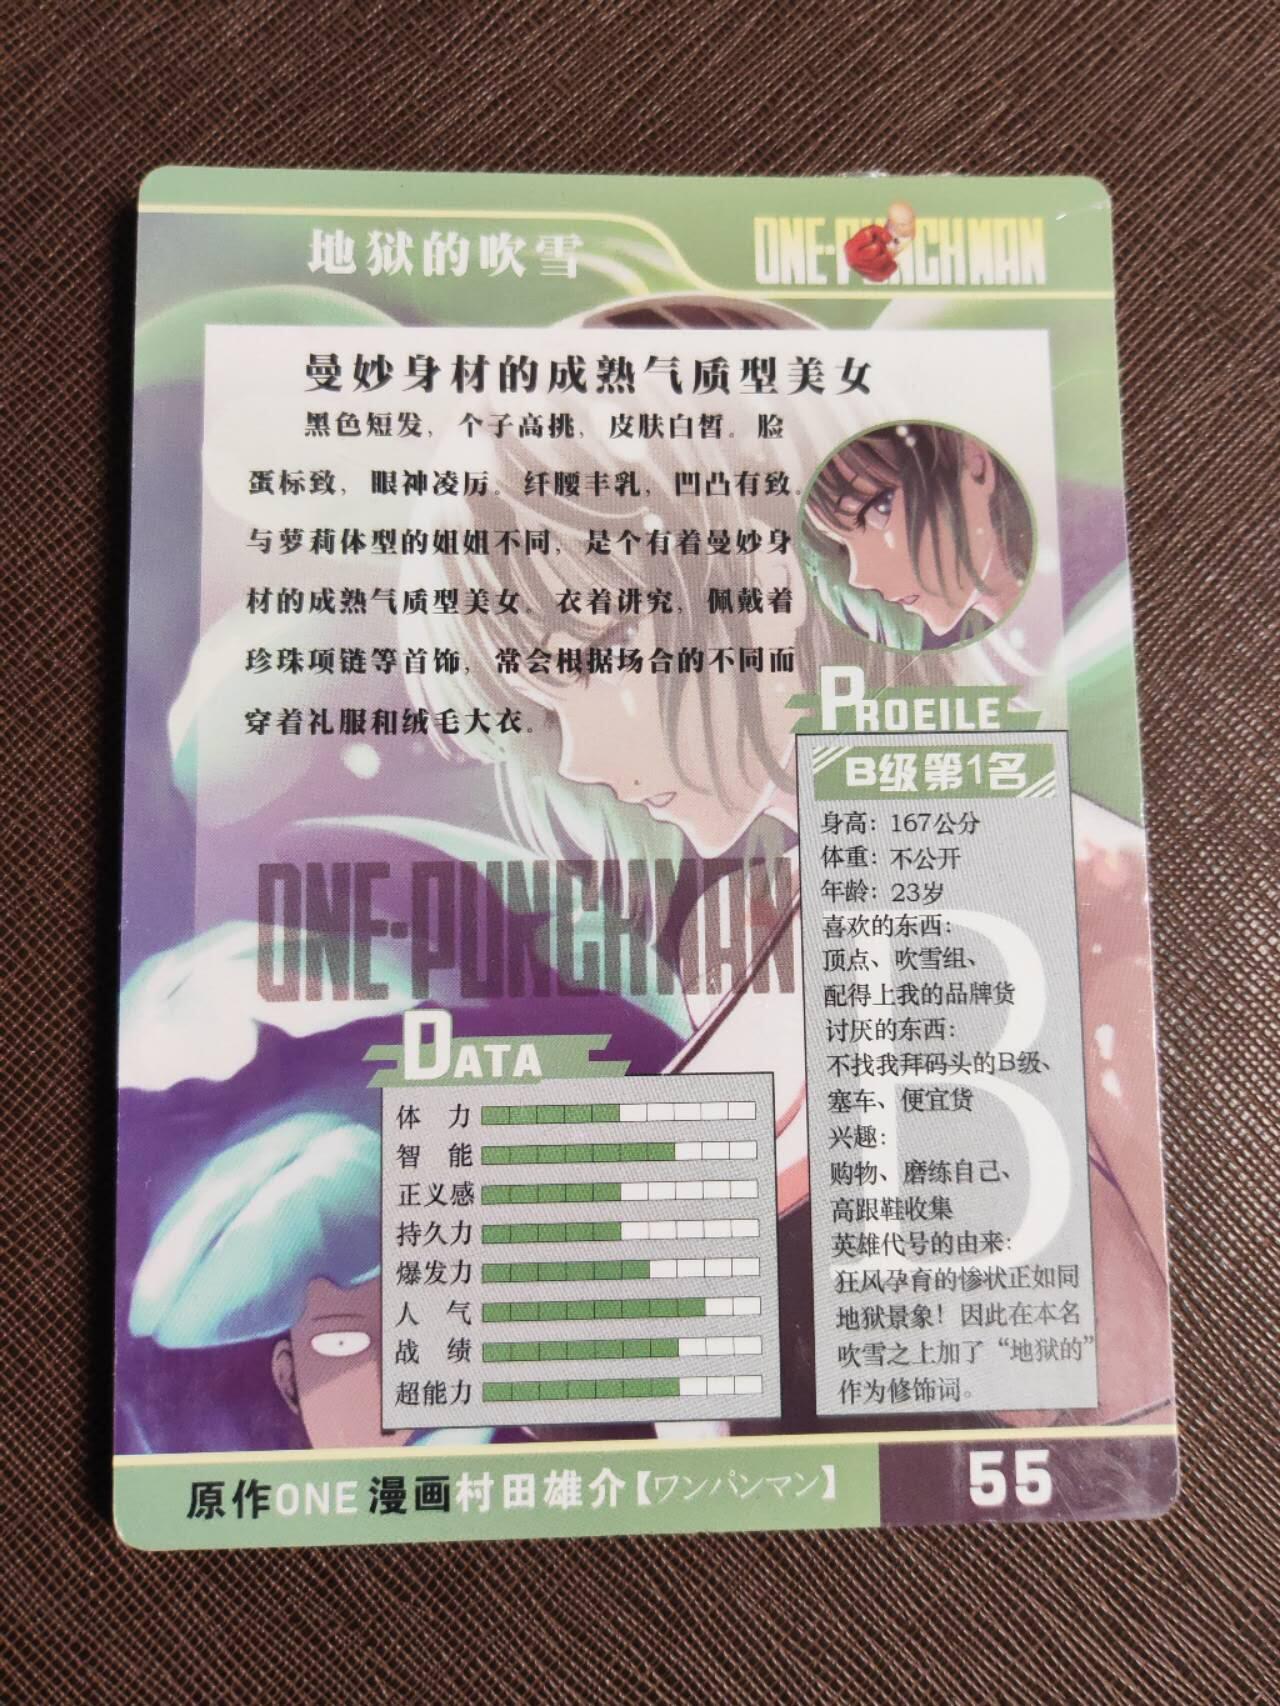 地狱的吹雪
ONE-PUNCH MAN
曼妙身材的成熟气质型美女
黑色短发，个子高挑，皮肤白皙。脸
蛋标致，眼神凌厉。纤腰丰乳，凹凸有致。
与萝莉体型的姐姐不同，是个有着曼妙身
材的成熟气质型美女。衣着讲究，佩戴着
珍珠项链等首饰，常会根据场合的不同而
穿着礼服和绒毛大衣。
ONE-PUNCHMAN
PROEILE
B级第1名
身高：167公分
体重：不公开
年龄：23岁
喜欢的东西：
顶点、吹雪组、
配得上我的品牌货
讨厌的东西：
不找我拜码头的B级、
塞车、便宜货
兴趣：
购物、磨练自己、
高跟鞋收集
英雄代号的由来：
狂风孕育的惨状正如同
地狱景象！因此在本名
吹雪之上加了“地狱的”
作为修饰词。
B
DATA
体 力
智 能
正义感
持久力
爆发力
人 气
战 绩
超能力
原作ONE 漫画村田雄介【ワンパンマン】
55